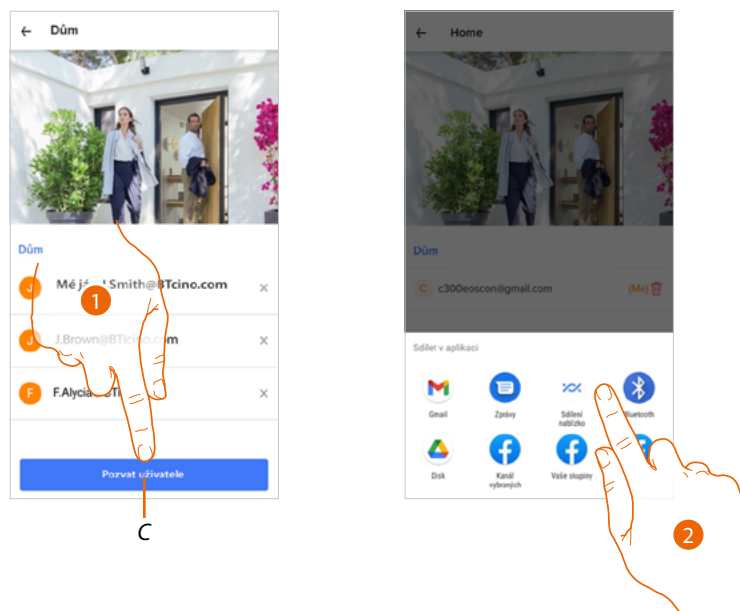 Dům
Dům
Mé já J.Smith@BTcino.com
J.Brown@BTicino.com
F.Alycia
Pozvat uživatele
C
1
Home
Dům
c300eoscon@gmail.com
(Me)
Sdílet v aplikaci
Gmail
Zprávy
Sdílení nablízko
Bluetooth
Disk
Kanál vybraných
Vaše skupiny
2